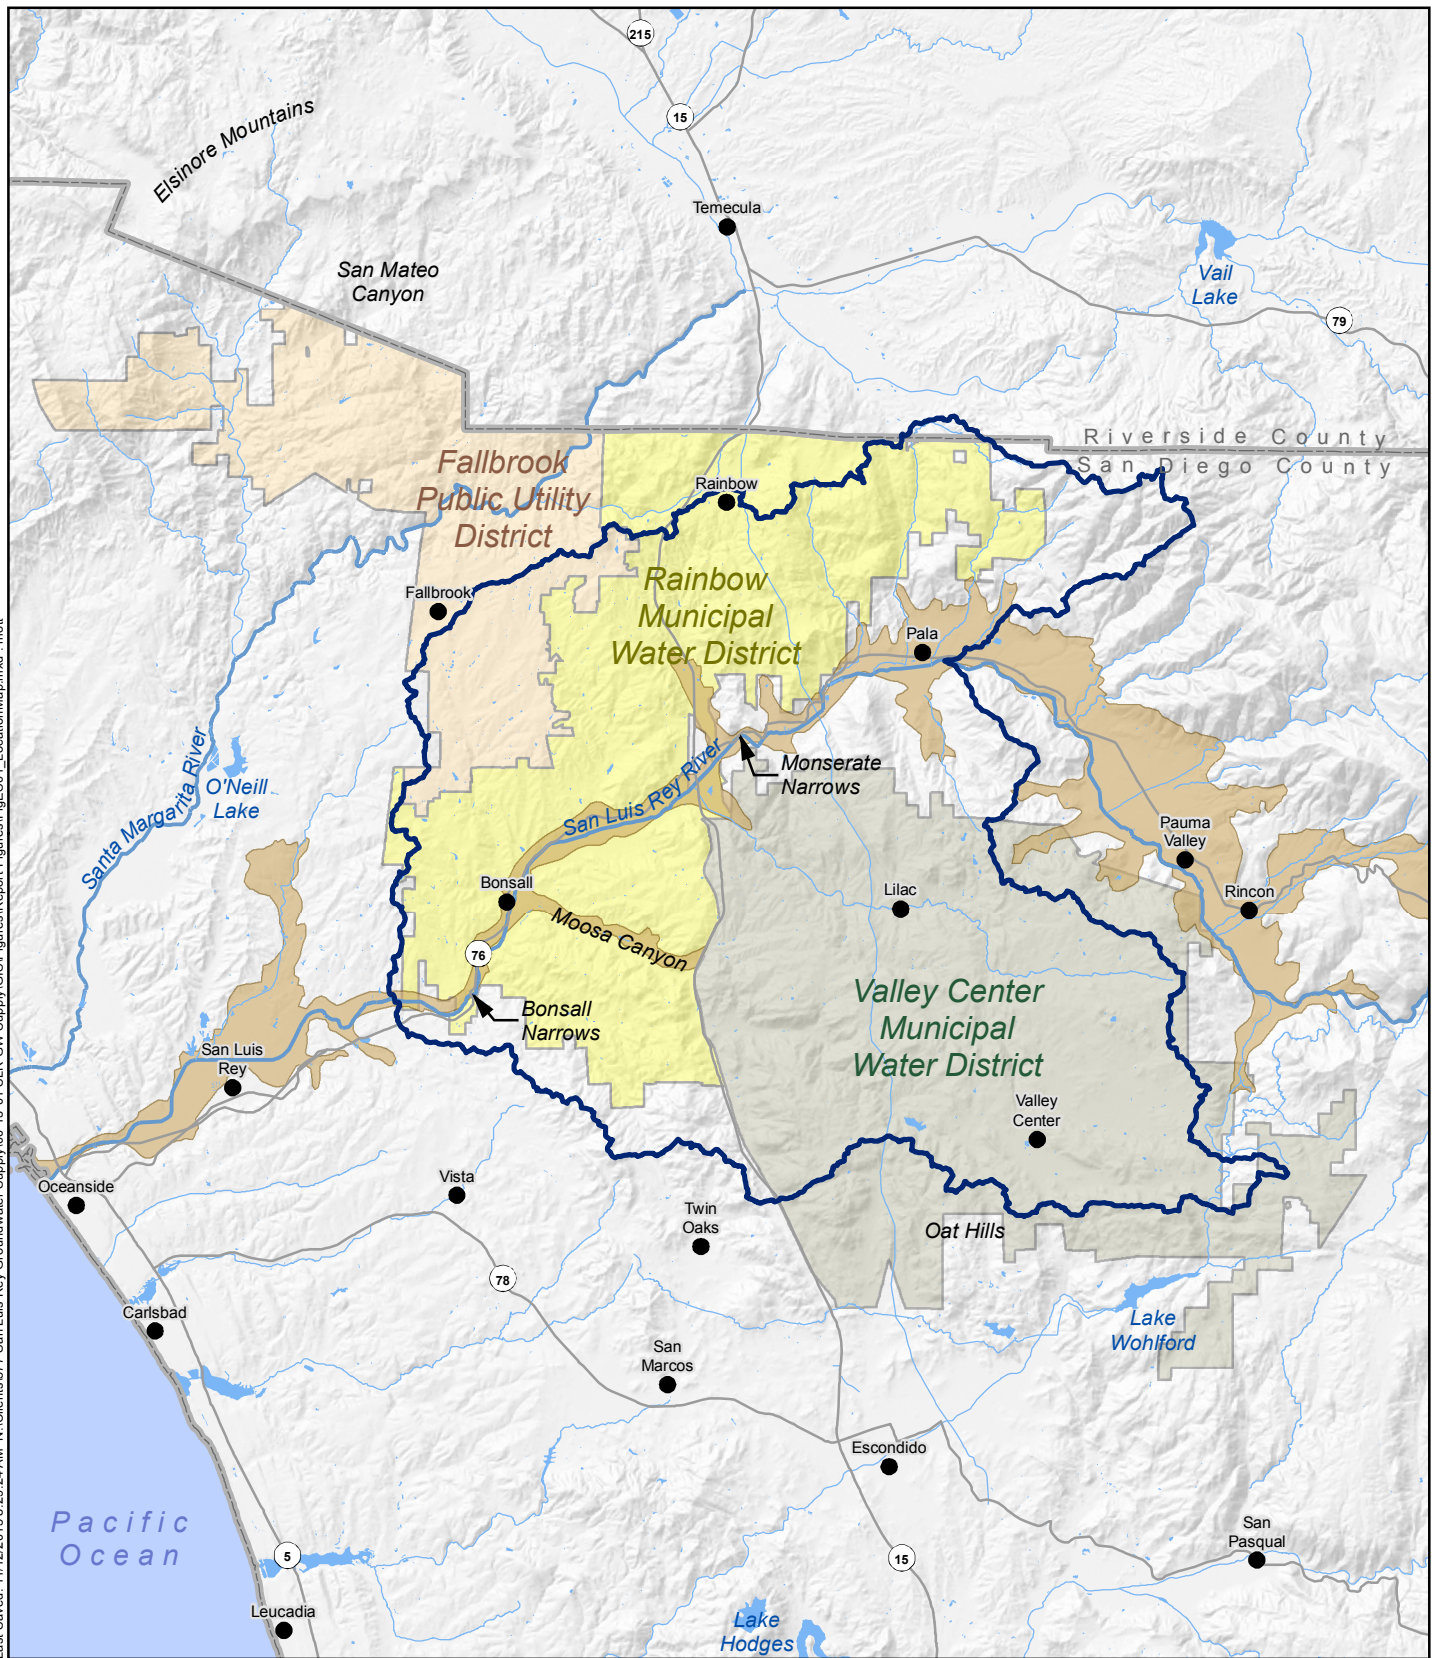 215
15
Elsinore Mountains
Temecula
San Mateo
Canyon
Vail
Lake
79
Riverside County
San Diego County
Fallbrook
Public Utility
District
Rainbow
Rainbow
Municipal
Water District
Fallbrook
Pala
Santa Margarita River
O'Neill
Lake
San Luis Rey River
Monserate
Narrows
Pauma
Valley
Bonsall
Lilac
Rincon
Moosa Canyon
76
Bonsall
Narrows
Valley Center
Municipal
Water District
San Luis
Rey
Valley
Center
Oceanside
Vista
Twin
Oaks
Oat Hills
78
Carlsbad
Lake
Wohlford
San
Marcos
Escondido
Pacific
Ocean
San
Pasqual
5
15
Leucadia
Lake
Hodges